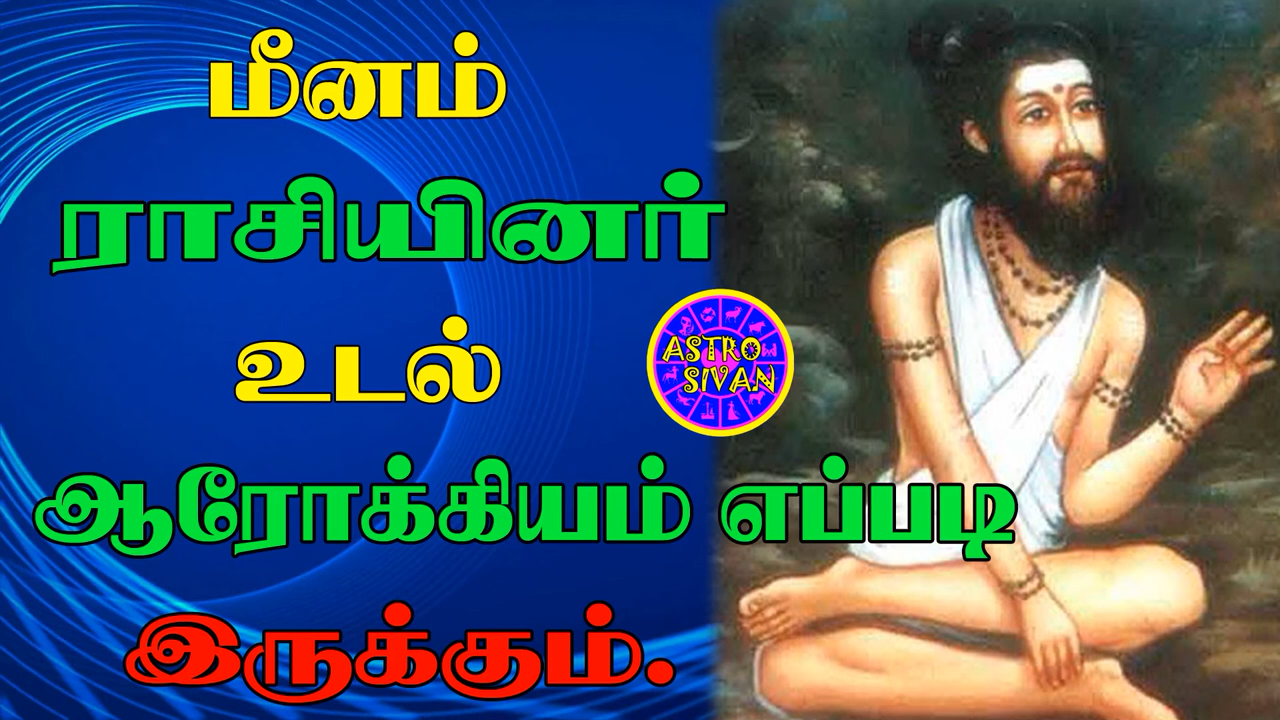 மீனம்
ராசியினர்
உடல்
ASTRO
SIVAN
ஆரோக்கியம் எப்படி
இருக்கும்.